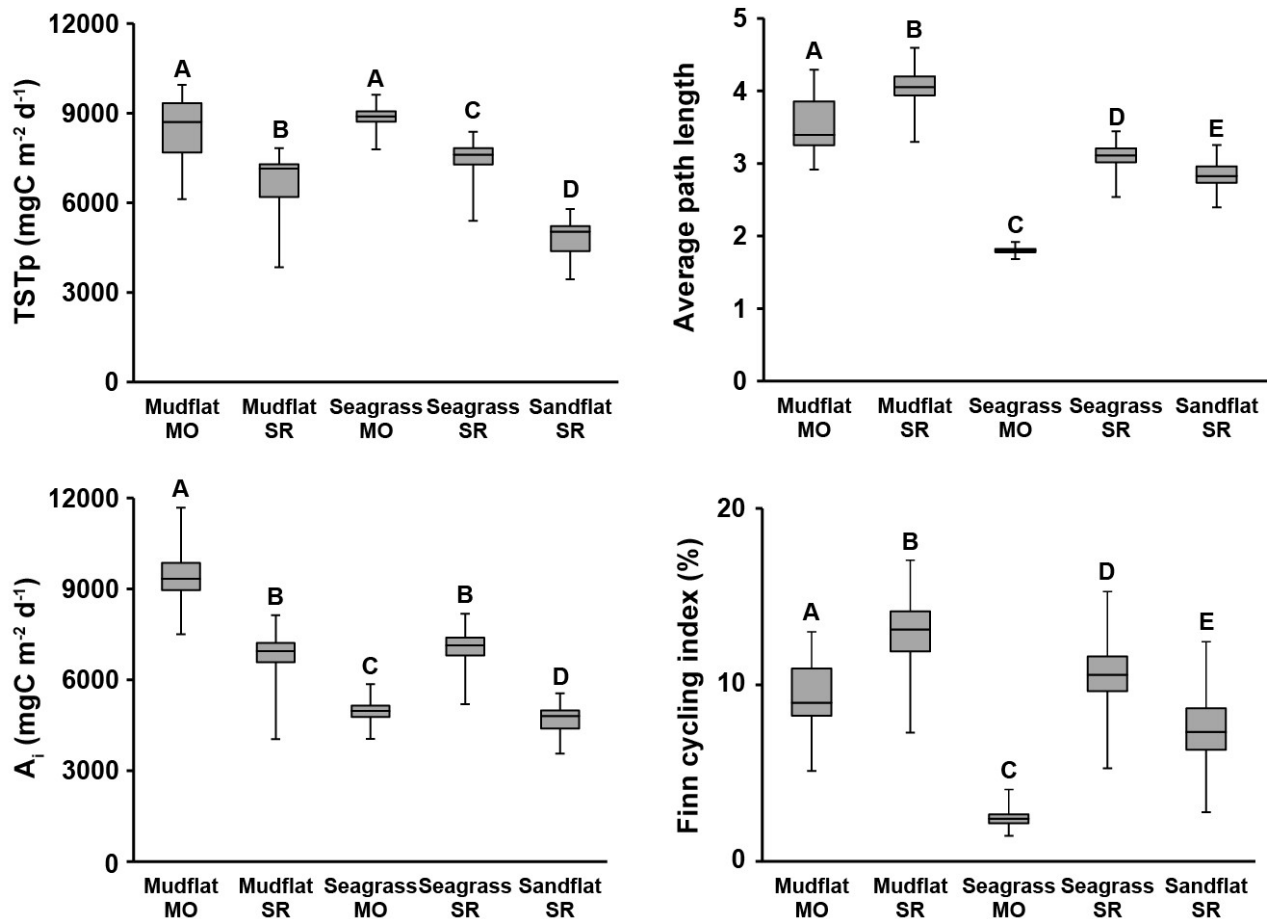 TSTp (mgC m⁻² d⁻¹)
12000
9000
6000
3000
0
A
B
A
C
D
Mudflat MO
Mudflat SR
Seagrass MO
Seagrass SR
Sandflat SR
Average path length
5
4
3
2
1
0
A
B
C
D
E
Mudflat MO
Mudflat SR
Seagrass MO
Seagrass SR
Sandflat SR
Aᵢ (mgC m⁻² d⁻¹)
12000
9000
6000
3000
0
A
B
C
B
D
Mudflat MO
Mudflat SR
Seagrass MO
Seagrass SR
Sandflat SR
Finn cycling index (%)
20
10
0
A
B
C
D
E
Mudflat MO
Mudflat SR
Seagrass MO
Seagrass SR
Sandflat SR